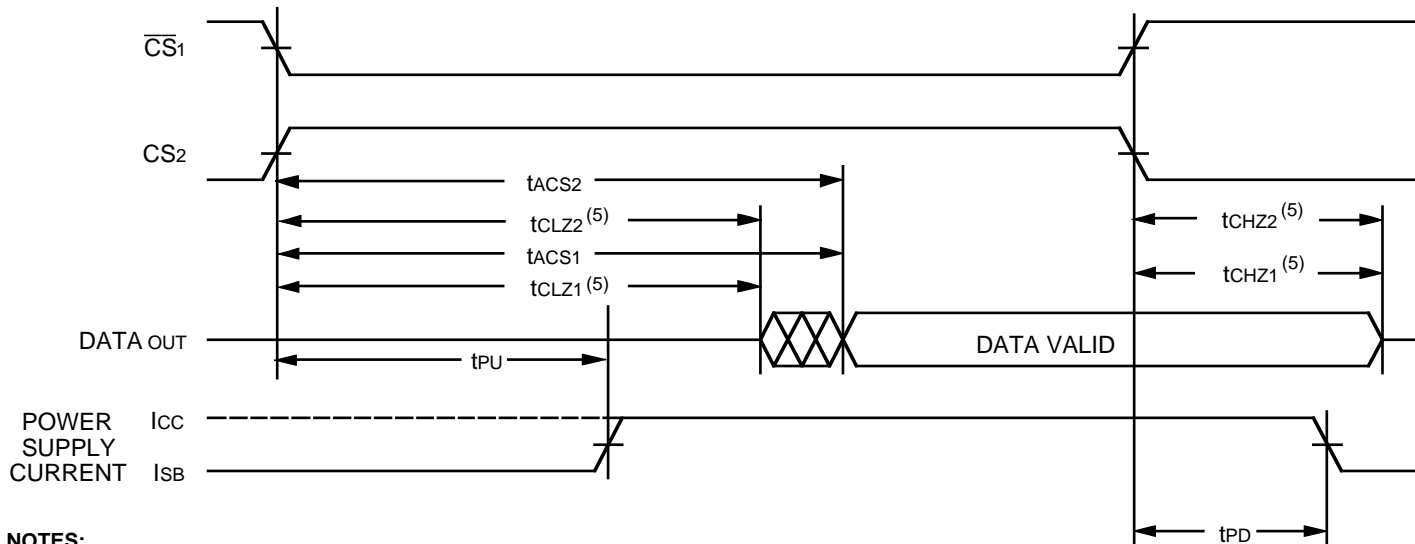 CS1
CS2
tACS2
tCLZ2 (5)
tCHZ2 (5)
tACS1
tCLZ1 (5)
tCHZ1 (5)
DATA OUT
DATA VALID
tPU
POWER SUPPLY CURRENT
ICC
ISB
tPD
NOTES: